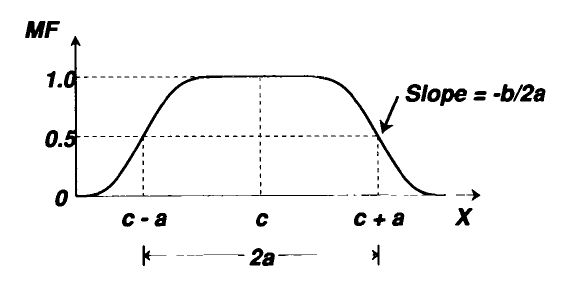 MF
1.0
Slope = -b/2a
0.5
0
c - a
c
c + a
X
2a